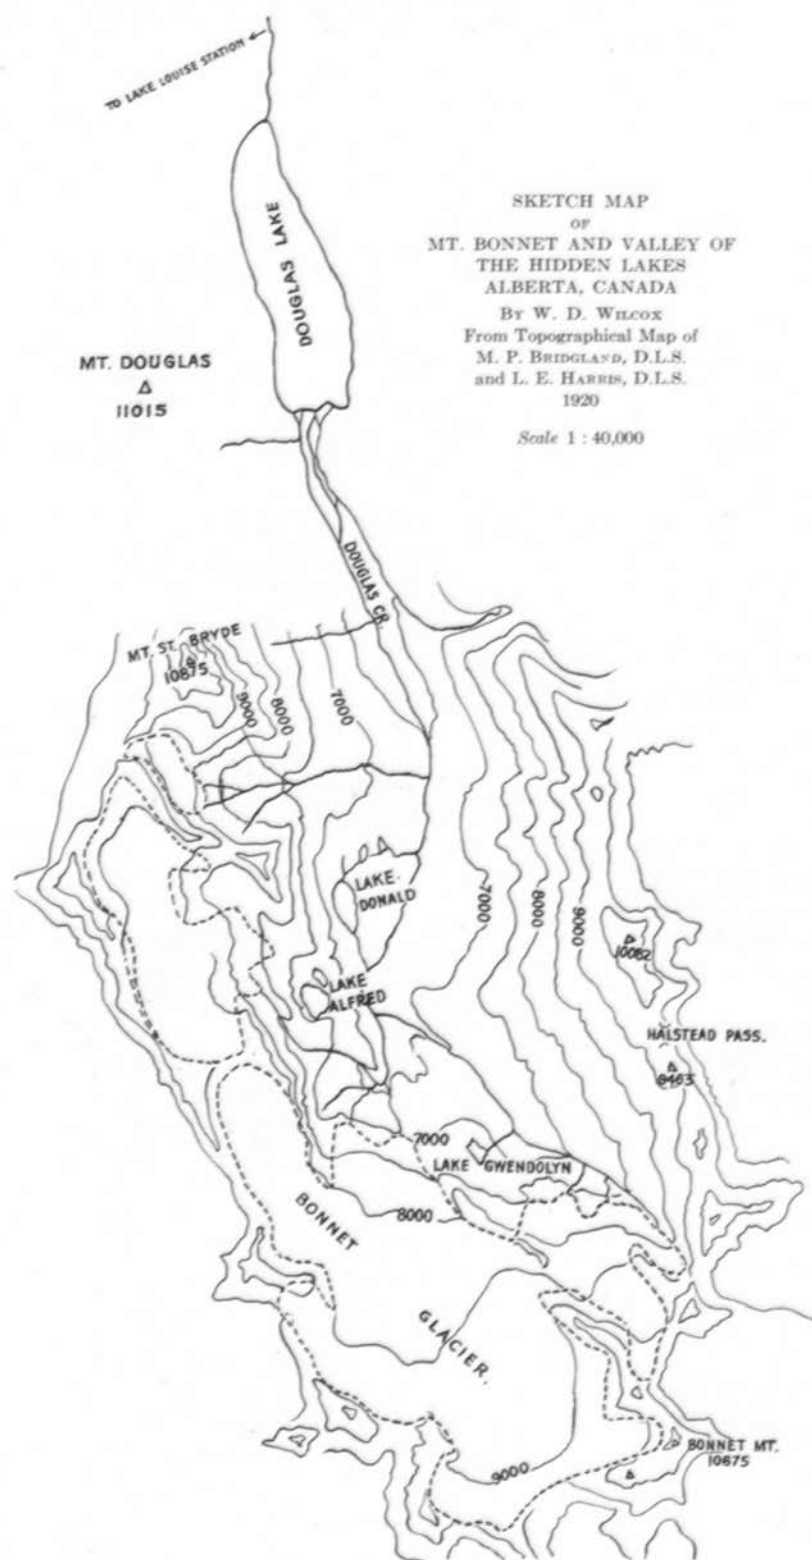 TO LAKE LOUISE STATION
DOUGLAS LAKE
SKETCH MAP
OF
MT. BONNET AND VALLEY OF
THE HIDDEN LAKES
ALBERTA, CANADA
BY W. D. WILCOX
From Topographical Map of
M. P. BRIDGLAND, D.L.S.
and L. E. HARRIS, D.L.S.
1920
Scale 1 : 40,000
MT. DOUGLAS
11015
DOUGLAS CR.
MT. ST. BRYDE
10875
9000
8000
7000
LAKE
DONALD
7000
8000
9000
10082
LAKE
ALFRED
HALSTEAD PASS.
8463
7000
LAKE GWENDOLYN
8000
BONNET
GLACIER.
BONNET MT.
10675
9000